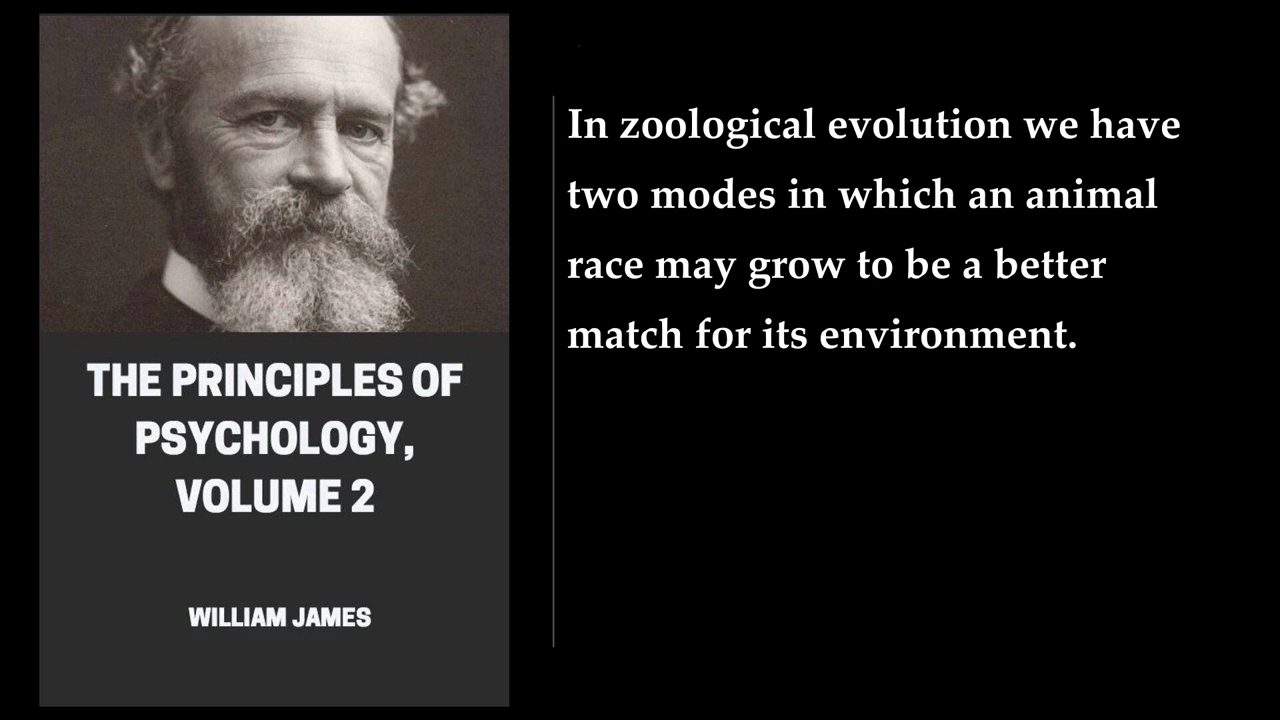 THE PRINCIPLES OF
PSYCHOLOGY,
VOLUME 2
WILLIAM JAMES
In zoological evolution we have
two modes in which an animal
race may grow to be a better
match for its environment.